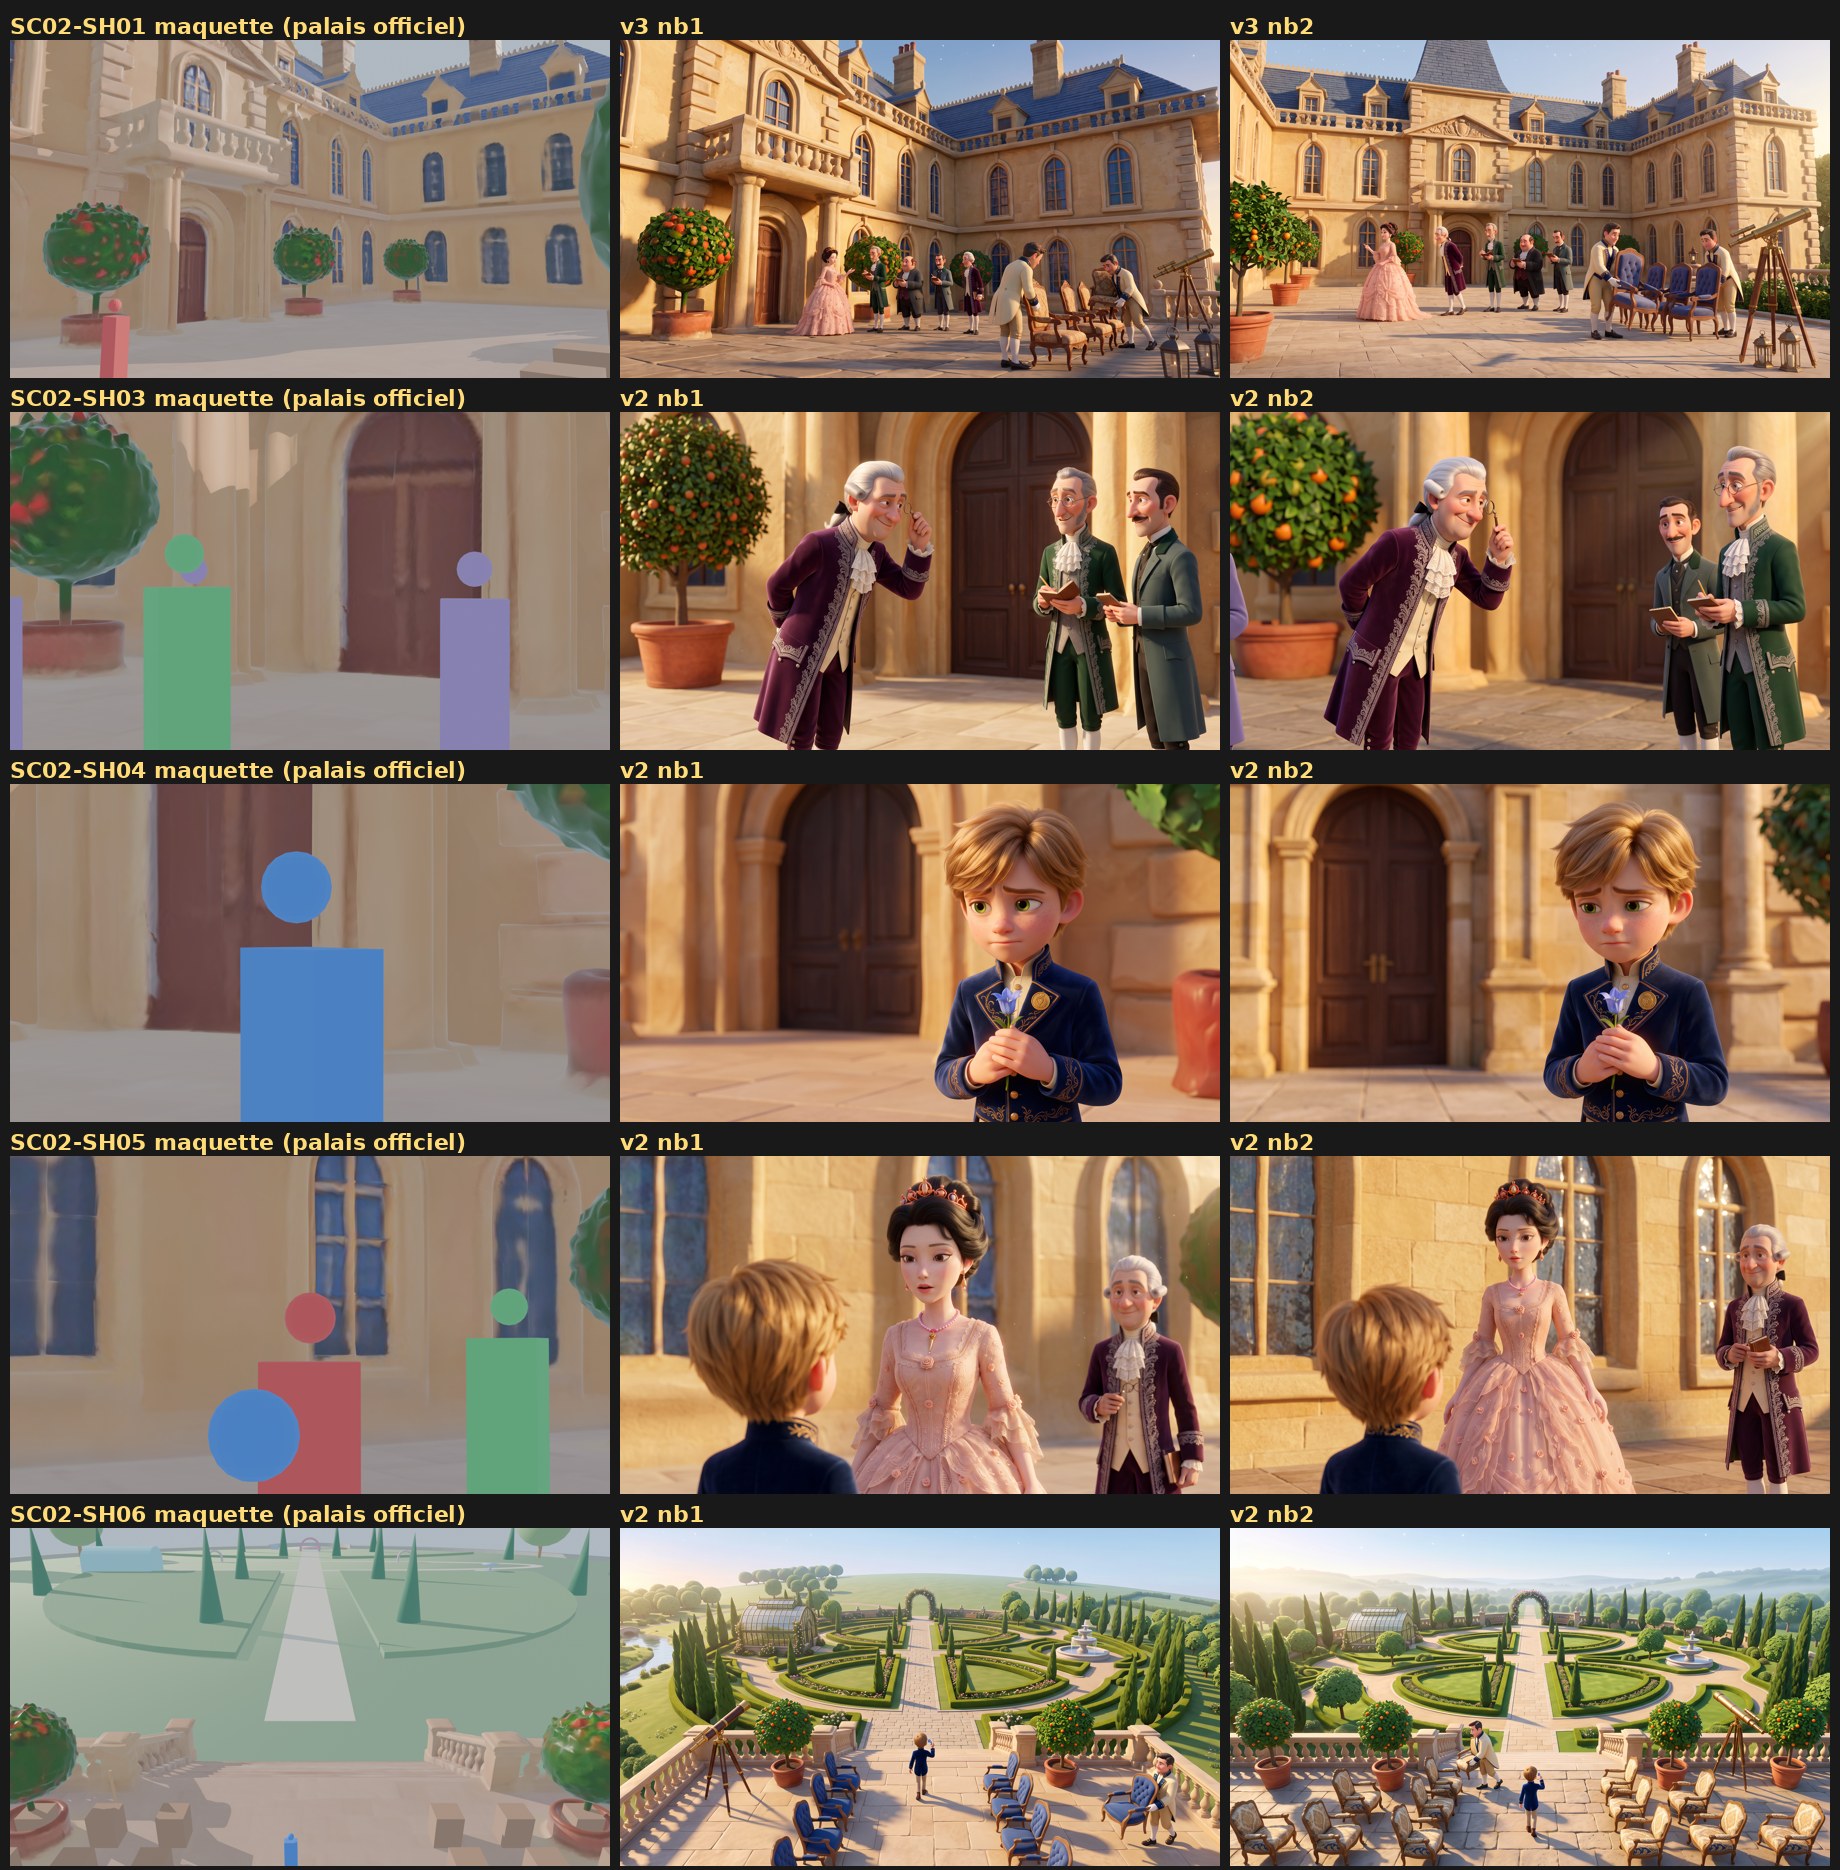 SC02-SH01 maquette (palais officiel)
v3 nb1
v3 nb2
SC02-SH03 maquette (palais officiel)
v2 nb1
v2 nb2
SC02-SH04 maquette (palais officiel)
v2 nb1
v2 nb2
SC02-SH05 maquette (palais officiel)
v2 nb1
v2 nb2
SC02-SH06 maquette (palais officiel)
v2 nb1
v2 nb2